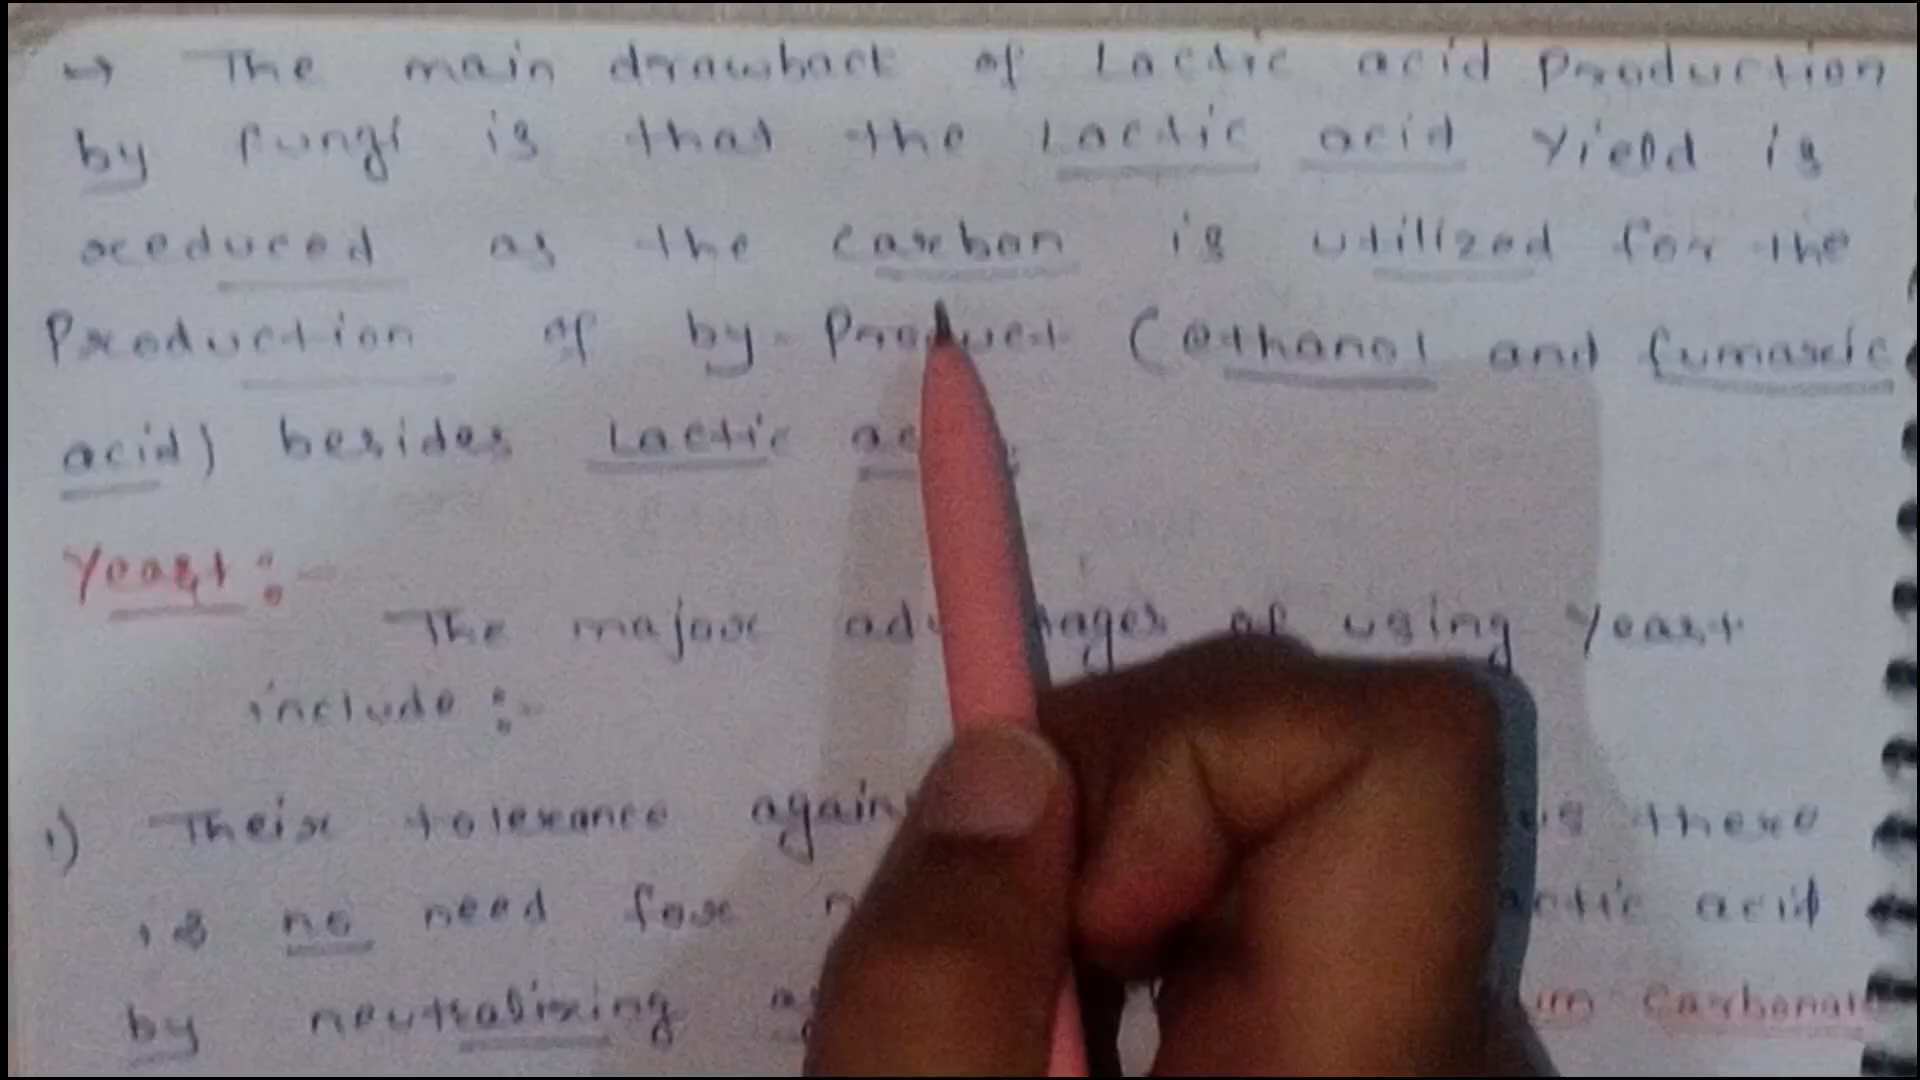 → The main drawback of Lactic acid Production
by fungi is that the Lactic acid Yield is
reduced as the carbon is utilized for the
Production of by-Product (ethanol and fumaric
acid) besides Lactic
Yeast :-
The major of using Yeast
include :-
1) Their tolerance there
is no need for acid
by neutralizing Carbonate